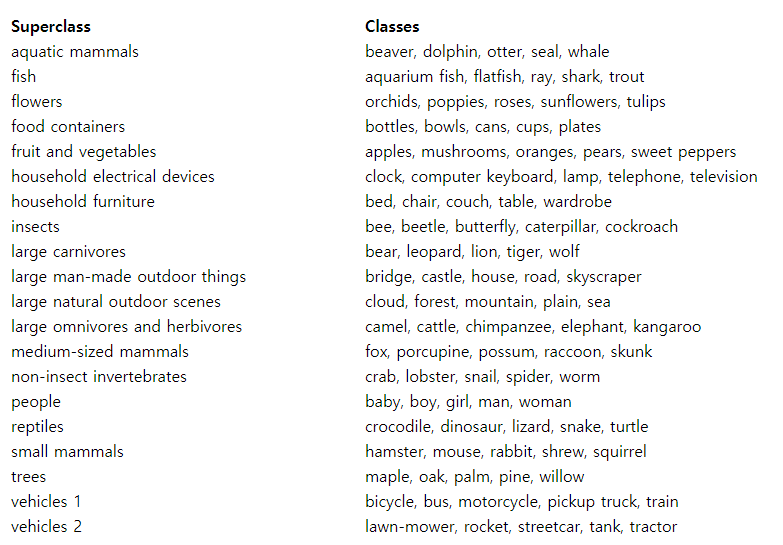 Superclass Classes
aquatic mammals beaver, dolphin, otter, seal, whale
fish aquarium fish, flatfish, ray, shark, trout
flowers orchids, poppies, roses, sunflowers, tulips
food containers bottles, bowls, cans, cups, plates
fruit and vegetables apples, mushrooms, oranges, pears, sweet peppers
household electrical devices clock, computer keyboard, lamp, telephone, television
household furniture bed, chair, couch, table, wardrobe
insects bee, beetle, butterfly, caterpillar, cockroach
large carnivores bear, leopard, lion, tiger, wolf
large man-made outdoor things bridge, castle, house, road, skyscraper
large natural outdoor scenes cloud, forest, mountain, plain, sea
large omnivores and herbivores camel, cattle, chimpanzee, elephant, kangaroo
medium-sized mammals fox, porcupine, possum, raccoon, skunk
non-insect invertebrates crab, lobster, snail, spider, worm
people baby, boy, girl, man, woman
reptiles crocodile, dinosaur, lizard, snake, turtle
small mammals hamster, mouse, rabbit, shrew, squirrel
trees maple, oak, palm, pine, willow
vehicles 1 bicycle, bus, motorcycle, pickup truck, train
vehicles 2 lawn-mower, rocket, streetcar, tank, tractor